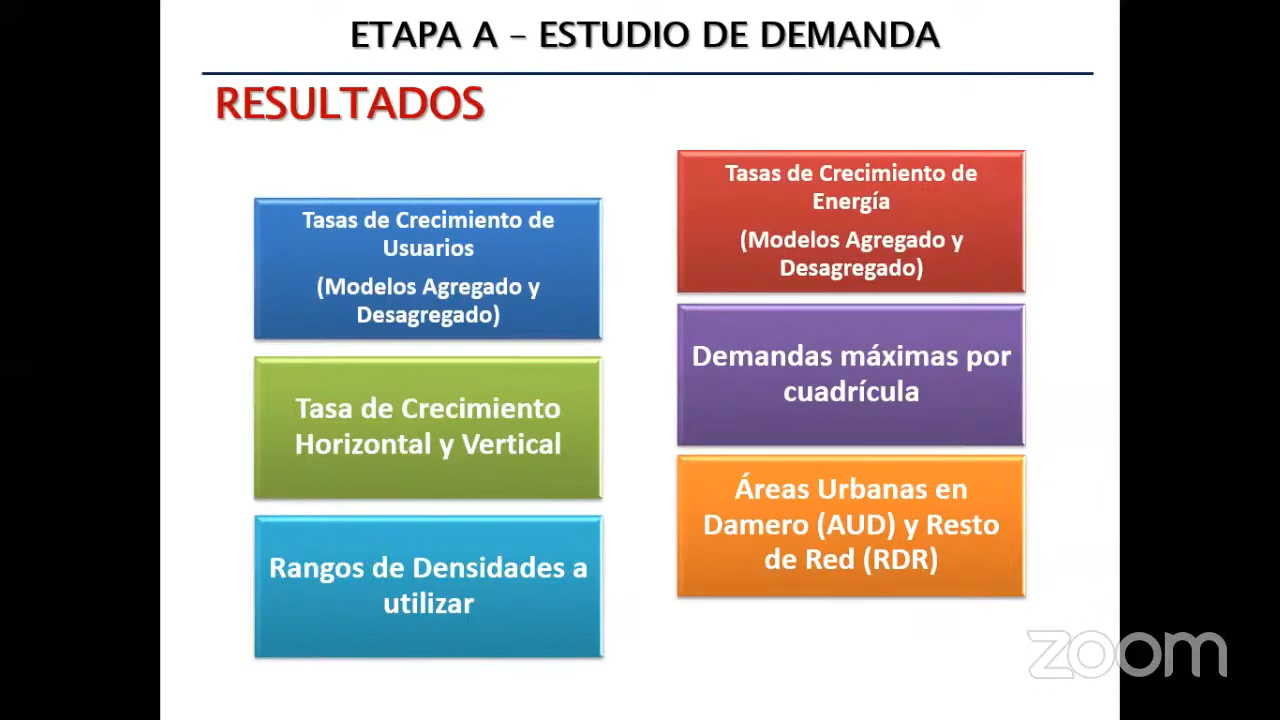 ETAPA A – ESTUDIO DE DEMANDA
RESULTADOS
Tasas de Crecimiento de
Usuarios
(Modelos Agregado y
Desagregado)
Tasa de Crecimiento
Horizontal y Vertical
Rangos de Densidades a
utilizar
Tasas de Crecimiento de
Energía
(Modelos Agregado y
Desagregado)
Demandas máximas por
cuadrícula
Áreas Urbanas en
Damero (AUD) y Resto
de Red (RDR)
zoom